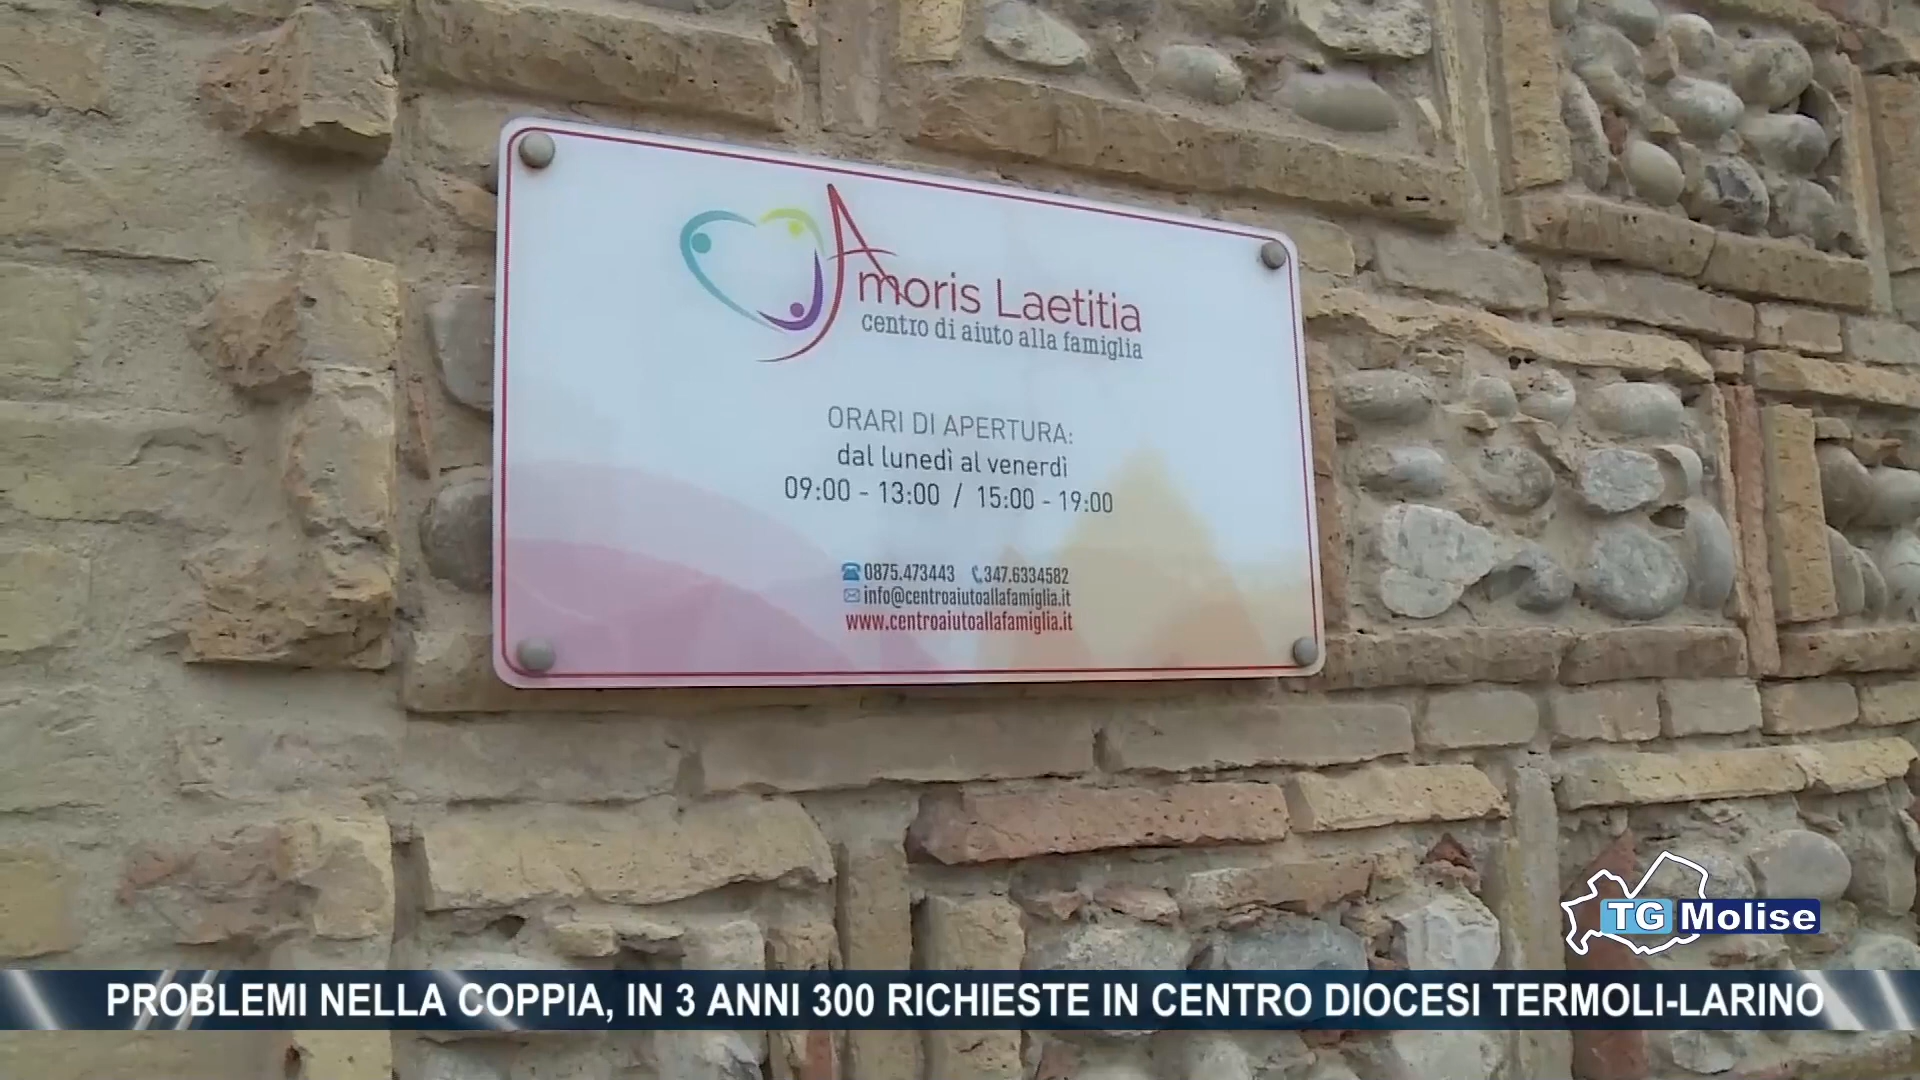 Amoris Laetitia
centro di aiuto alla famiglia
ORARI DI APERTURA:
dal lunedì al venerdì
09:00 - 13:00 / 15:00 - 19:00
0875.473443 347.6334582
info@centroaiutoallafamiglia.it
www.centroaiutoallafamiglia.it
TG Molise
PROBLEMI NELLA COPPIA, IN 3 ANNI 300 RICHIESTE IN CENTRO DIOCESI TERMOLI-LARINO